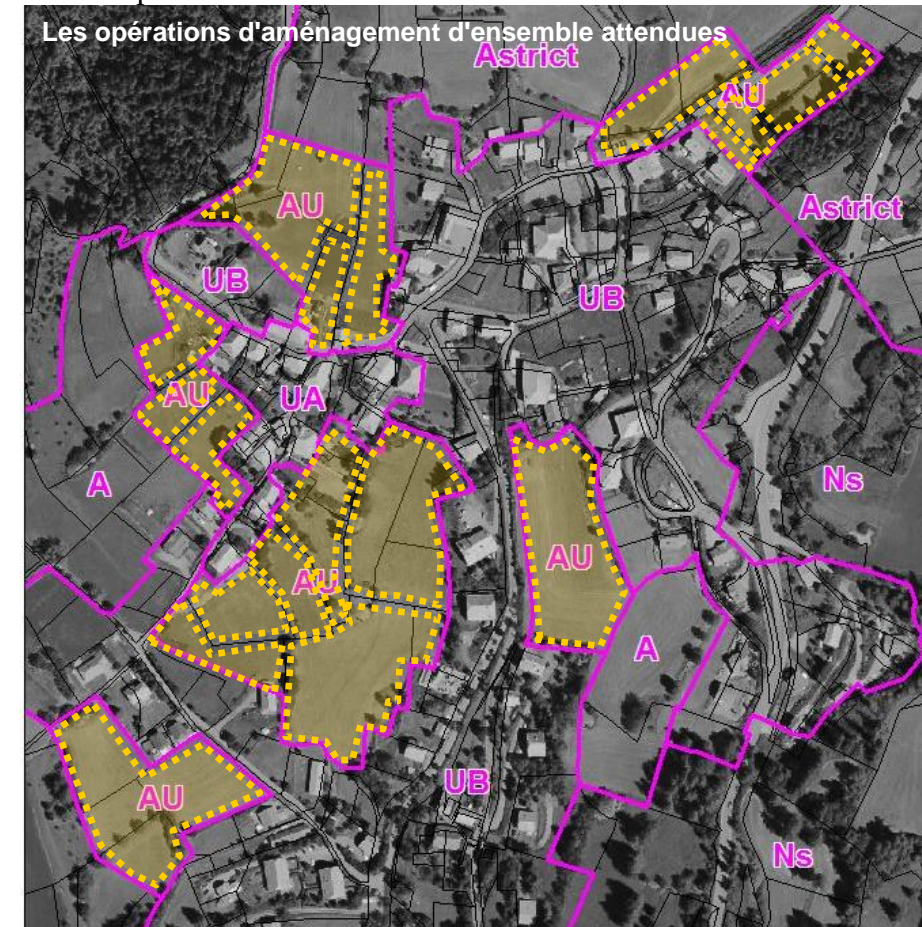 Les opérations d'aménagement d'ensemble attendues
Astrict
AU
AU
Astrict
UB
UB
AU
UA
A
Ns
AU
AU
A
UB
AU
Ns